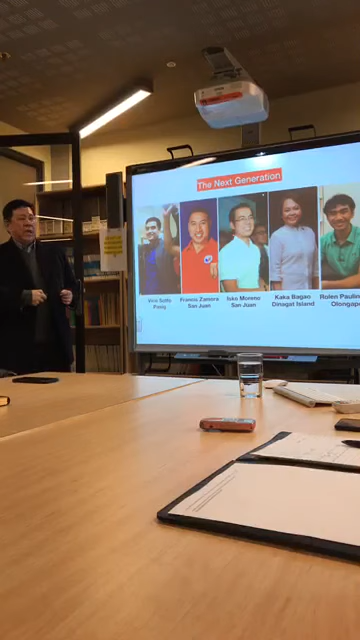 The Next Generation
Vico Sotto
Pasig
Francis Zamora
San Juan
Isko Moreno
San Juan
Kaka Bagao
Dinagat Island
Rolen Paulin
Olongapo